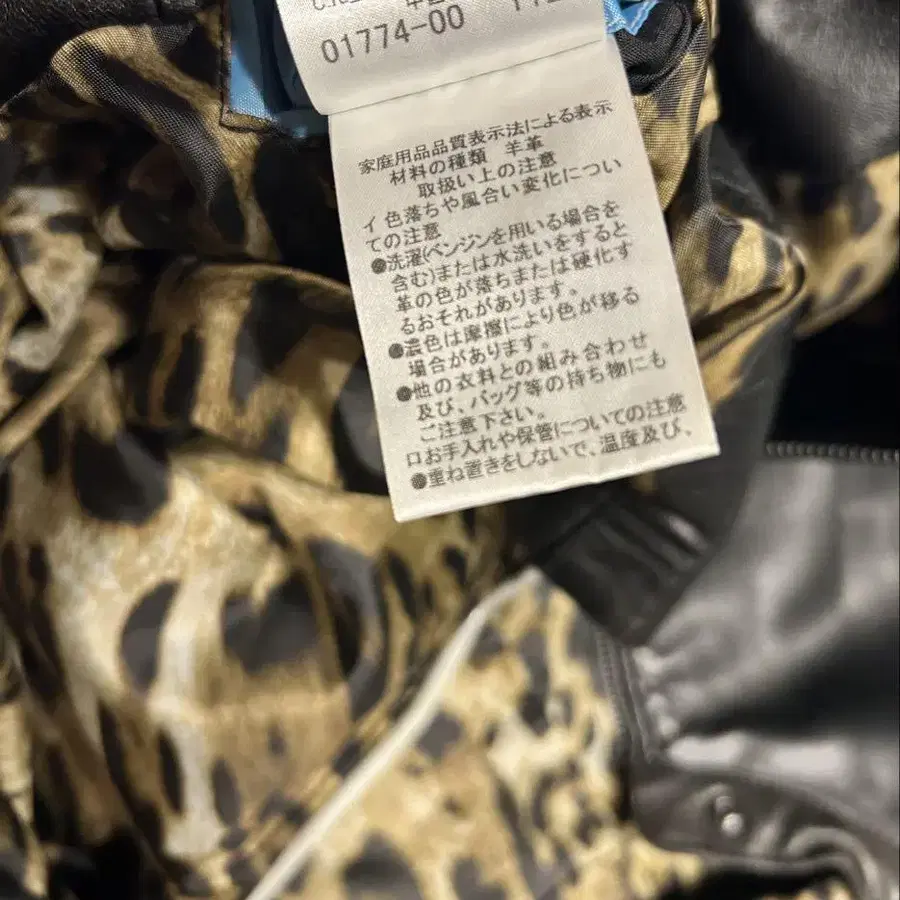 01774-00
家庭用品品質表示法による表示
材料の種類 羊革
取扱い上の注意
イ色落ちや風合い変化につい
ての注意
●洗濯(ベンジンを用いる場合を
含む)または水洗いをすると
革の色が落ちまたは硬化す
るおそれがあります。
●濃色は摩擦により色が移る
場合があります。
●他の衣料との組み合わせ
及び、バッグ等の持ち物にも
ご注意下さい。
ロお手入れや保管についての注意
●重ね置きをしないで、温度及び、